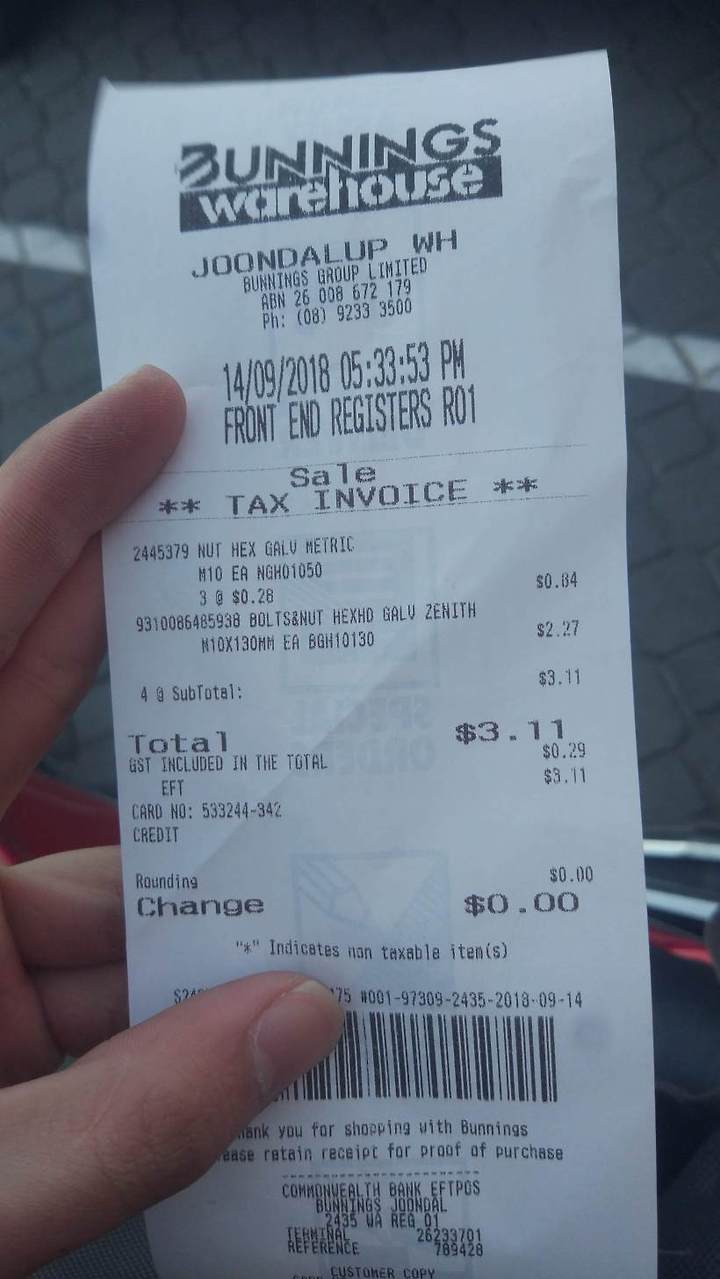 BUNNINGS
warehouse
JOONDALUP WH
BUNNINGS GROUP LIMITED
ABN 26 008 672 179
Ph: (08) 9233 3500
14/09/2018 05:33:53 PM
FRONT END REGISTERS R01
Sale
** TAX INVOICE **
2445379 NUT HEX GALV METRIC
M10 EA NGH01050
3 @ $0.28 $0.84
9310086485938 BOLTS&NUT HEXHD GALV ZENITH
M10X130MM EA BGH10130 $2.27
4 @ SubTotal: $3.11
Total $3.11
GST INCLUDED IN THE TOTAL $0.29
EFT $3.11
CARD NO: 533244-342
CREDIT
Rounding $0.00
Change $0.00
"*" Indicates non taxable item(s)
#001-97309-2435-2018-09-14
you for shopping with Bunnings
retain receipt for proof of purchase
COMMONWEALTH BANK EFTPOS
BUNNINGS JOONDAL
2435 WA REG 01
TERMINAL 26233701
REFERENCE 789428
CUSTOMER COPY